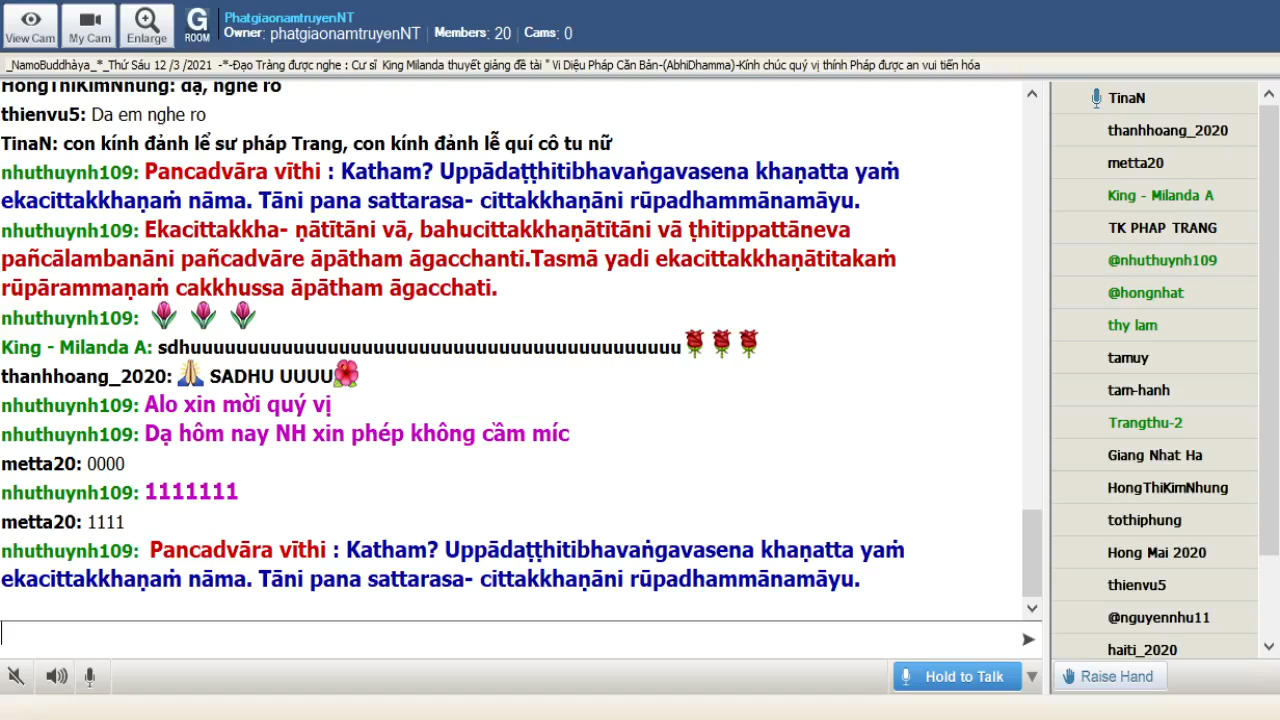 View Cam
My Cam
Enlarge
G
ROOM
PhatgiaonamtruyenNT
Owner: phatgiaonamtruyenNT | Members: 20 | Cams: 0
_NamoBuddhàya_*_Thứ Sáu 12 /3 /2021 -*-Đạo Tràng được nghe : Cư sĩ King Milanda thuyết giảng đề tài " Vi Diệu Pháp Căn Bản-(AbhiDhamma)-Kính chúc quý vị thính Pháp được an vui tiến hóa
HongThiKimNhung: dạ, nghe ro
thienvu5: Da em nghe ro
TinaN: con kính đảnh lể sư pháp Trang, con kính đảnh lễ quí cô tu nữ
nhuthuynh109: Pancadvāra vīthi : Katham? Uppādaṭṭhitibhavaṅgavasena khaṇatta yaṁ
ekacittakkhaṇaṁ nāma. Tāni pana sattarasa- cittakkhaṇāni rūpadhammānamāyu.
nhuthuynh109: Ekacittakkha- ṇātītāni vā, bahucittakkhaṇātītāni vā ṭhitippattāneva
pañcālambanāni pañcadvāre āpātham āgacchanti.Tasmā yadi ekacittakkhaṇātitakaṁ
rūpārammaṇaṁ cakkhussa āpātham āgacchati.
nhuthuynh109:
King - Milanda A: sdhuuuuuuuuuuuuuuuuuuuuuuuuuuuuuuuuuuuuuuuuuu
thanhhoang_2020: SADHU UUUU
nhuthuynh109: Alo xin mời quý vị
nhuthuynh109: Dạ hôm nay NH xin phép không cầm míc
metta20: 0000
nhuthuynh109: 1111111
metta20: 1111
nhuthuynh109: Pancadvāra vīthi : Katham? Uppādaṭṭhitibhavaṅgavasena khaṇatta yaṁ
ekacittakkhaṇaṁ nāma. Tāni pana sattarasa- cittakkhaṇāni rūpadhammānamāyu.
Hold to Talk
TinaN
thanhhoang_2020
metta20
King - Milanda A
TK PHAP TRANG
@nhuthuynh109
@hongnhat
thy lam
tamuy
tam-hanh
Trangthu-2
Giang Nhat Ha
HongThiKimNhung
tothiphung
Hong Mai 2020
thienvu5
@nguyennhu11
haiti_2020
Raise Hand